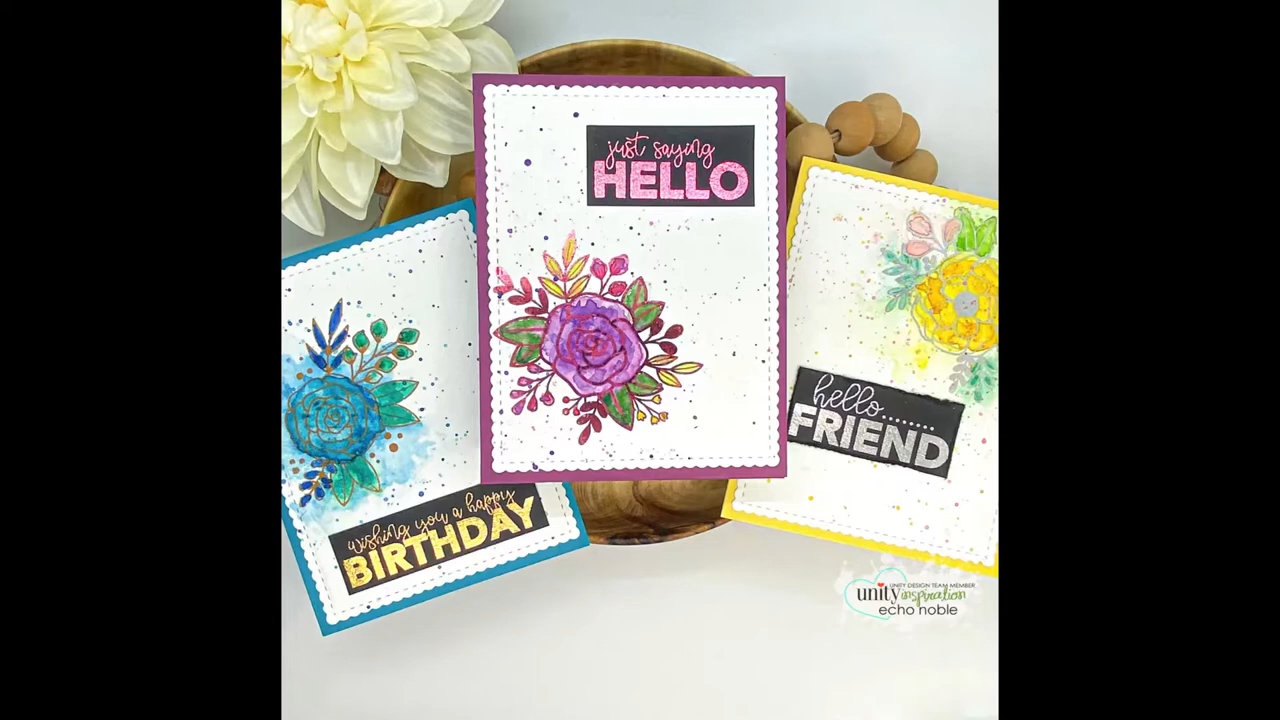 just saying
HELLO
hello........
FRIEND
wishing you a happy
BIRTHDAY
UNITY DESIGN TEAM MEMBER
unity inspiration
echo noble